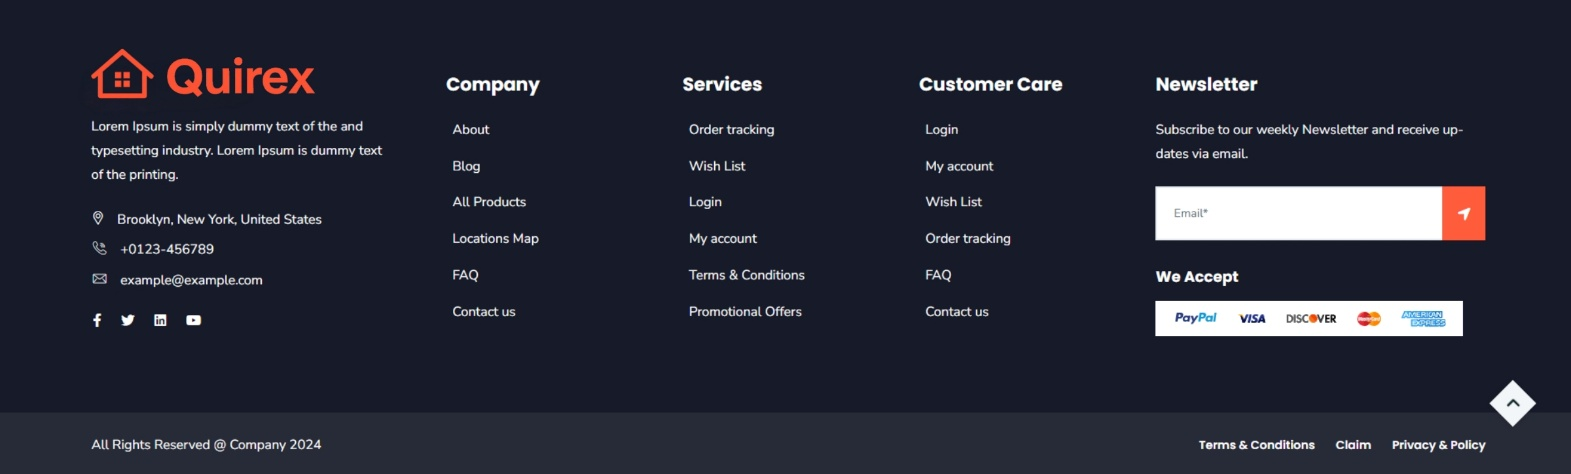 Quirex
Lorem Ipsum is simply dummy text of the and
typesetting industry. Lorem Ipsum is dummy text
of the printing.
Brooklyn, New York, United States
+0123-456789
example@example.com
Company
About
Blog
All Products
Locations Map
FAQ
Contact us
Services
Order tracking
Wish List
Login
My account
Terms & Conditions
Promotional Offers
Customer Care
Login
My account
Wish List
Order tracking
FAQ
Contact us
Newsletter
Subscribe to our weekly Newsletter and receive up-
dates via email.
Email*
We Accept
PayPal VISA DISCOVER MasterCard AMERICAN EXPRESS
All Rights Reserved @ Company 2024
Terms & Conditions Claim Privacy & Policy